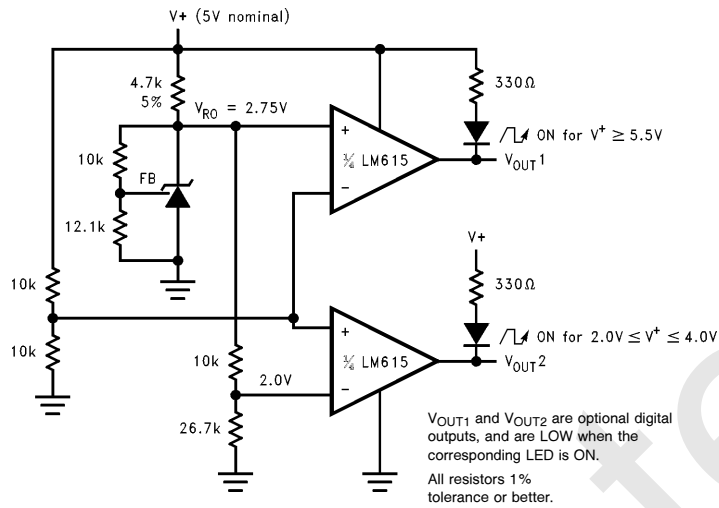 V+ (5V nominal)
4.7k
5%
V_RO = 2.75V
330Ω
10k
FB
12.1k
+
−
¼ LM615
ON for V⁺ ≥ 5.5V
V_OUT1
10k
10k
10k
2.0V
26.7k
+
−
¼ LM615
V+
330Ω
ON for 2.0V ≤ V⁺ ≤ 4.0V
V_OUT2
V_OUT1 and V_OUT2 are optional digital
outputs, and are LOW when the
corresponding LED is ON.
All resistors 1%
tolerance or better.